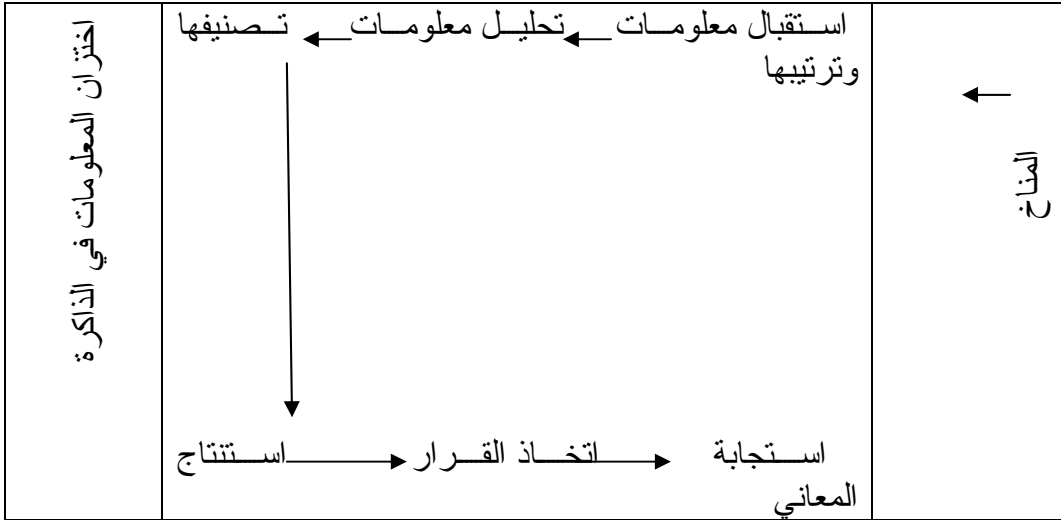 المناخ
استقبال معلومات تحليل معلومات تصنيفها
وترتيبها
استجابة اتخاذ القرار استنتاج
المعاني
اختزان المعلومات في الذاكرة